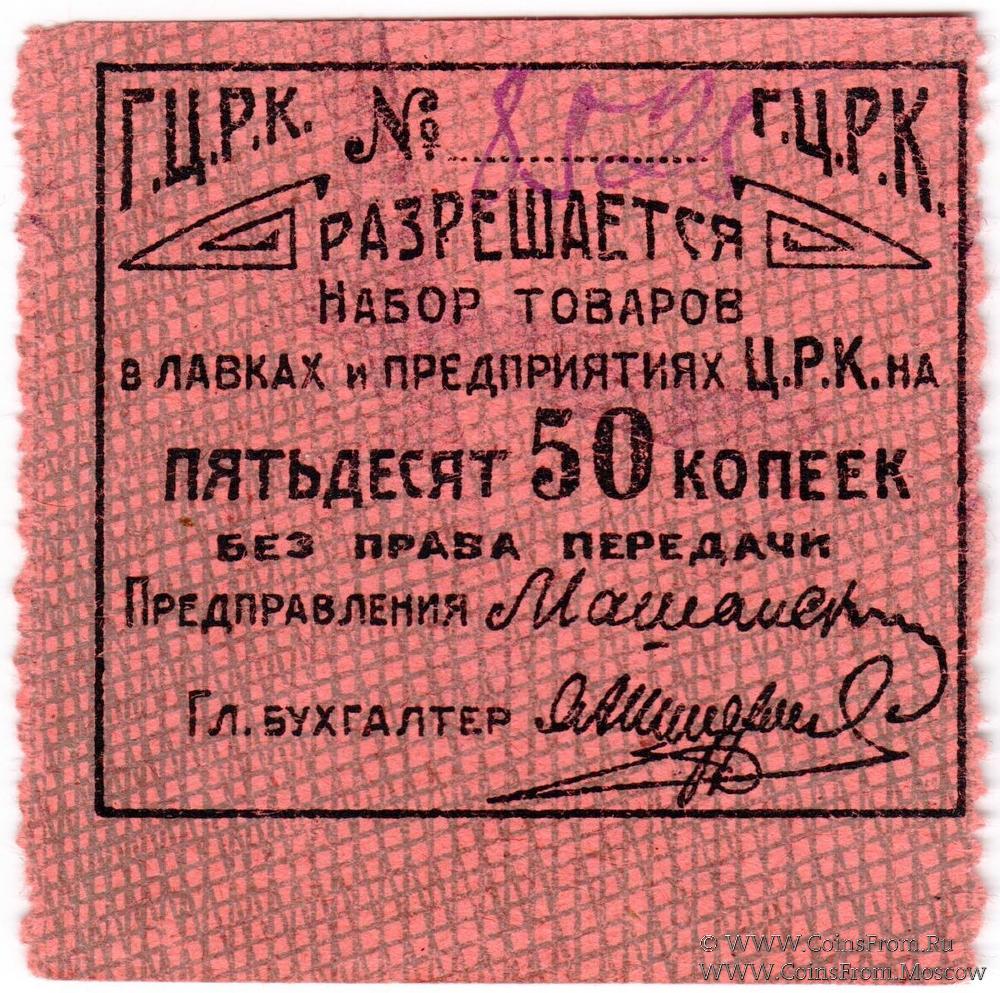 Г.Ц.Р.К. № Г.Ц.Р.К.
РАЗРЕШАЕТСЯ
НАБОР ТОВАРОВ
В ЛАВКАХ И ПРЕДПРИЯТИЯХ Ц.Р.К. НА
ПЯТЬДЕСЯТ 50 КОПЕЕК
БЕЗ ПРАВА ПЕРЕДАЧИ
ПРЕДПРАВЛЕНИЯ
ГЛ. БУХГАЛТЕР
© WWW.CoinsFrom.Ru
WWW.CoinsFrom.Moscow